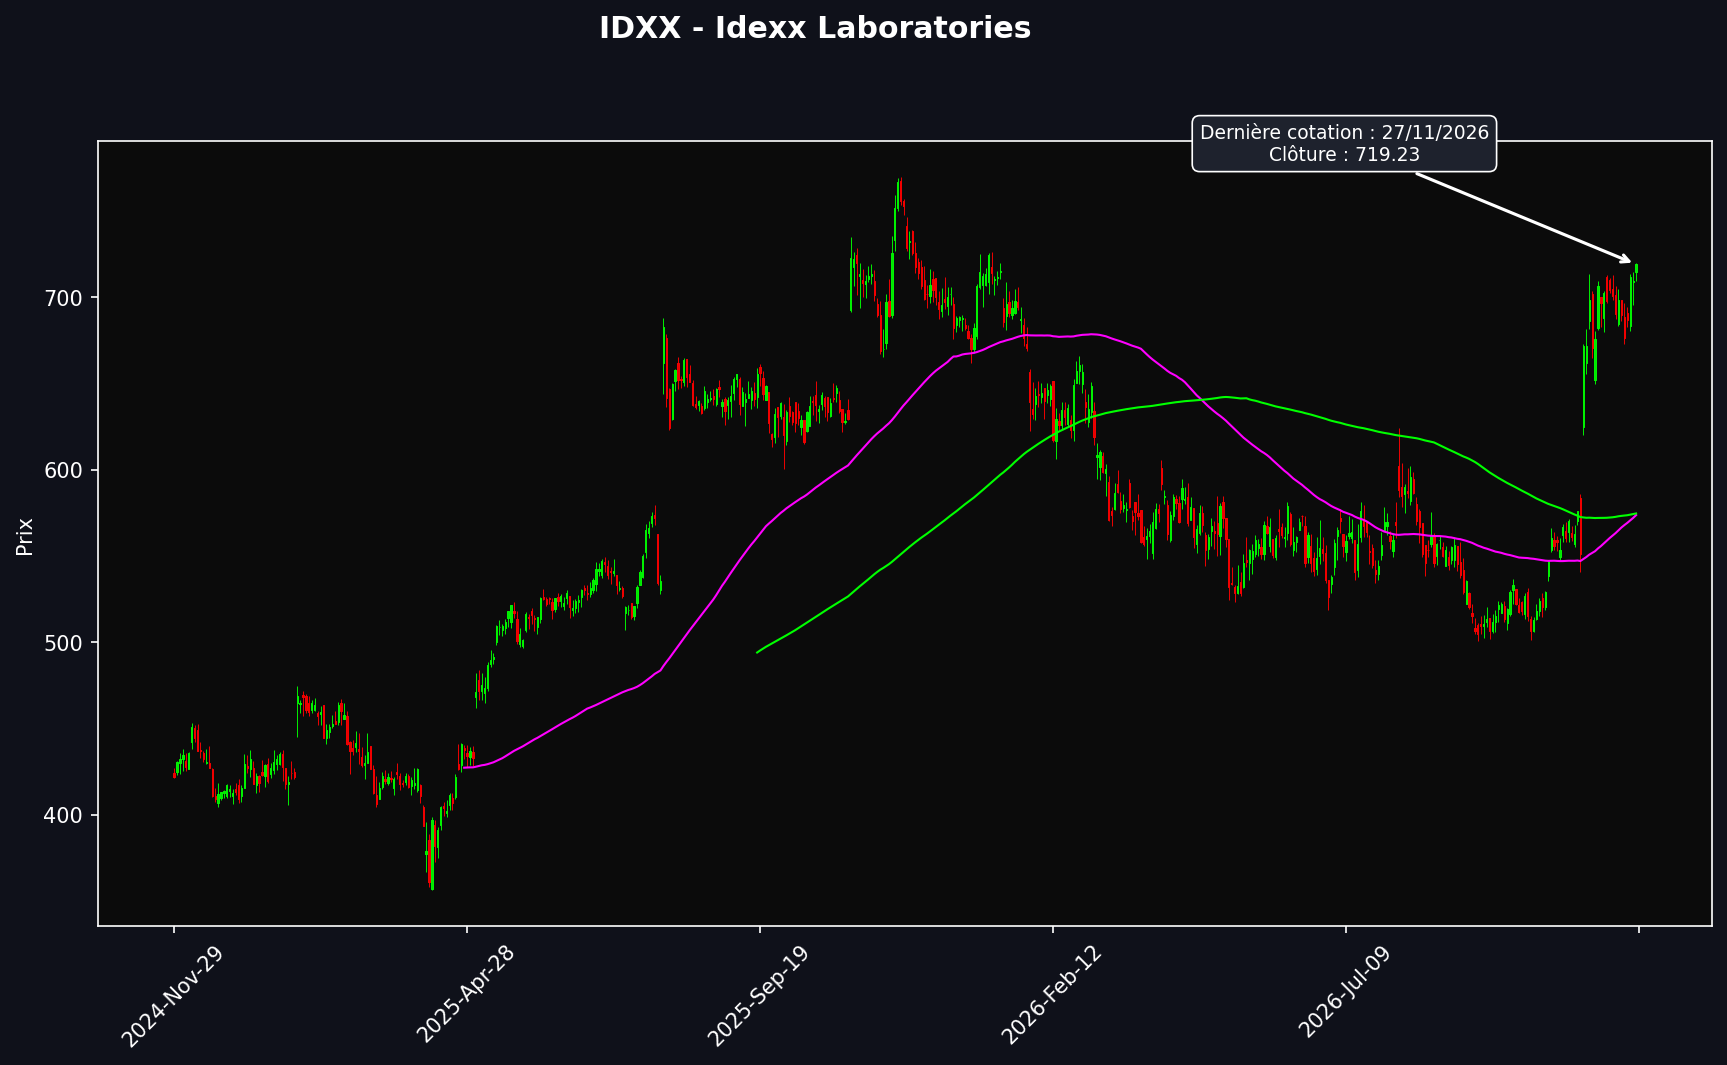 IDXX - Idexx Laboratories
Dernière cotation : 27/11/2026
Clôture : 719.23
Prix
700
600
500
400
2024-Nov-29
2025-Apr-28
2025-Sep-19
2026-Feb-12
2026-Jul-09